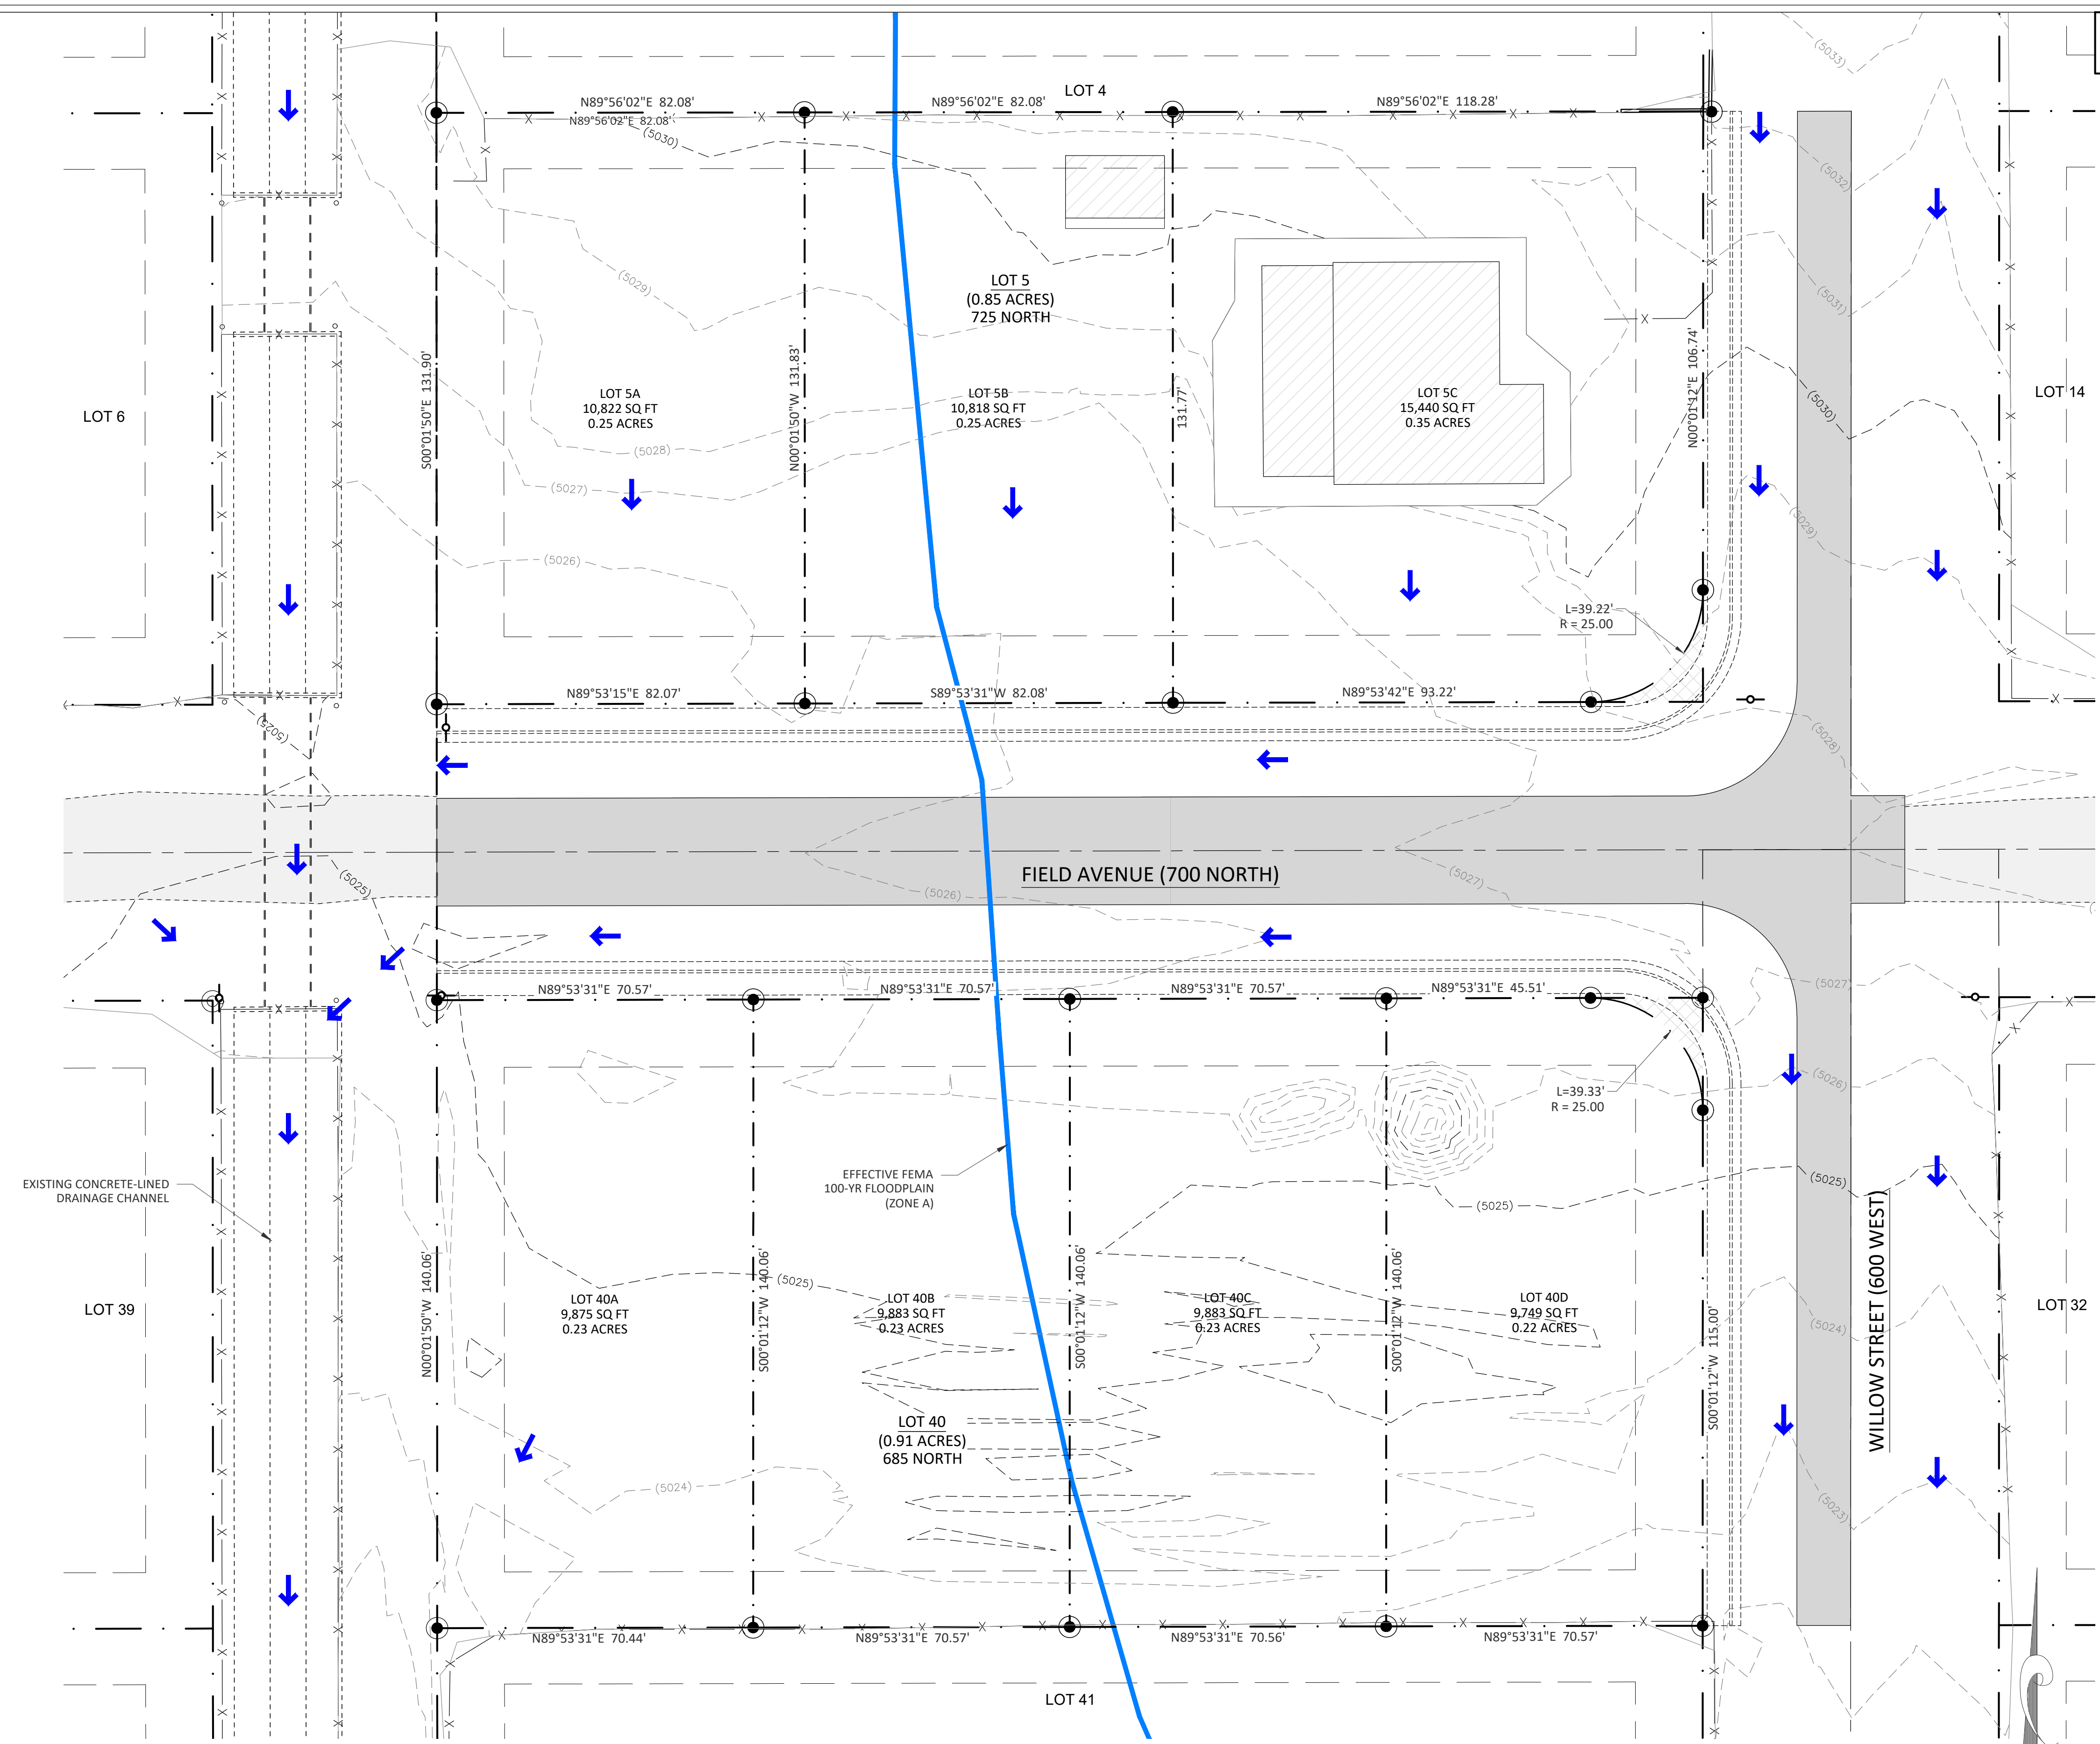 LOT 4
N89°56'02"E 82.08'
N89°56'02"E 82.08'
N89°56'02"E 118.28'
N89°56'02"E 82.08'
(5033)
(5030)
(5032)
(5029)
LOT 5
(0.85 ACRES)
725 NORTH
(5031)
S00°01'50"E 131.90'
N00°01'50"W 131.83'
131.77'
N00°01'12"E 106.74'
LOT 6
LOT 5A
10,822 SQ FT
0.25 ACRES
LOT 5B
10,818 SQ FT
0.25 ACRES
LOT 5C
15,440 SQ FT
0.35 ACRES
(5030)
LOT 14
(5028)
(5027)
(5029)
(5026)
L=39.22'
R = 25.00
N89°53'15"E 82.07'
S89°53'31"W 82.08'
N89°53'42"E 93.22'
(5025)
(5028)
FIELD AVENUE (700 NORTH)
(5025)
(5026)
(5027)
(5027)
N89°53'31"E 70.57'
N89°53'31"E 70.57'
N89°53'31"E 70.57'
N89°53'31"E 45.51'
(5026)
L=39.33'
R = 25.00
EXISTING CONCRETE-LINED
DRAINAGE CHANNEL
EFFECTIVE FEMA
100-YR FLOODPLAIN
(ZONE A)
(5025)
(5025)
(5025)
N00°01'50"W 140.06'
S00°01'12"W 140.06'
S00°01'12"W 140.06'
S00°01'12"W 140.06'
S00°01'12"W 115.00'
WILLOW STREET (600 WEST)
LOT 39
LOT 40A
9,875 SQ FT
0.23 ACRES
LOT 40B
9,883 SQ FT
0.23 ACRES
LOT 40C
9,883 SQ FT
0.23 ACRES
LOT 40D
9,749 SQ FT
0.22 ACRES
LOT 32
(5024)
LOT 40
(0.91 ACRES)
685 NORTH
(5024)
(5023)
N89°53'31"E 70.44'
N89°53'31"E 70.57'
N89°53'31"E 70.56'
N89°53'31"E 70.57'
LOT 41